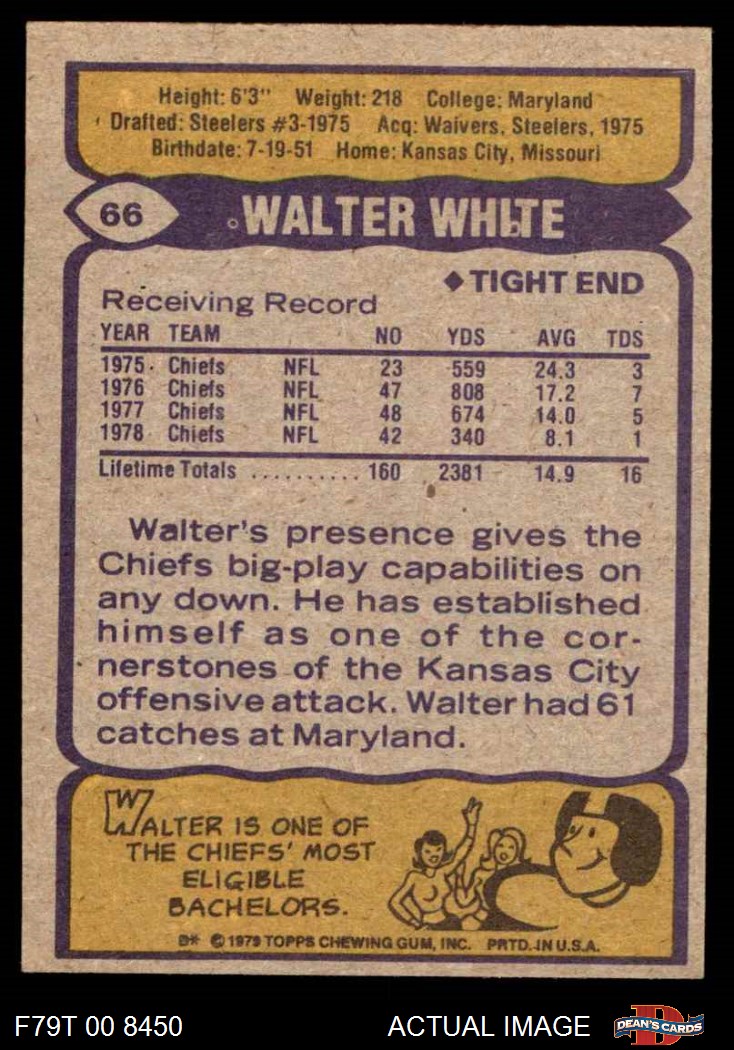 Height: 6'3" Weight: 218 College: Maryland
Drafted: Steelers #3-1975 Acq: Waivers, Steelers, 1975
Birthdate: 7-19-51 Home: Kansas City, Missouri
66 WALTER WHITE
◆ TIGHT END
Receiving Record
YEAR TEAM NO YDS AVG TDS
1975 Chiefs NFL 23 559 24.3 3
1976 Chiefs NFL 47 808 17.2 7
1977 Chiefs NFL 48 674 14.0 5
1978 Chiefs NFL 42 340 8.1 1
Lifetime Totals .......... 160 2381 14.9 16
Walter's presence gives the
Chiefs big-play capabilities on
any down. He has established
himself as one of the cor-
nerstones of the Kansas City
offensive attack. Walter had 61
catches at Maryland.
WALTER IS ONE OF
THE CHIEFS' MOST
ELIGIBLE
BACHELORS.
B* © 1979 TOPPS CHEWING GUM, INC. PRTD. IN U.S.A.
F79T 00 8450 ACTUAL IMAGE D DEAN'S CARDS